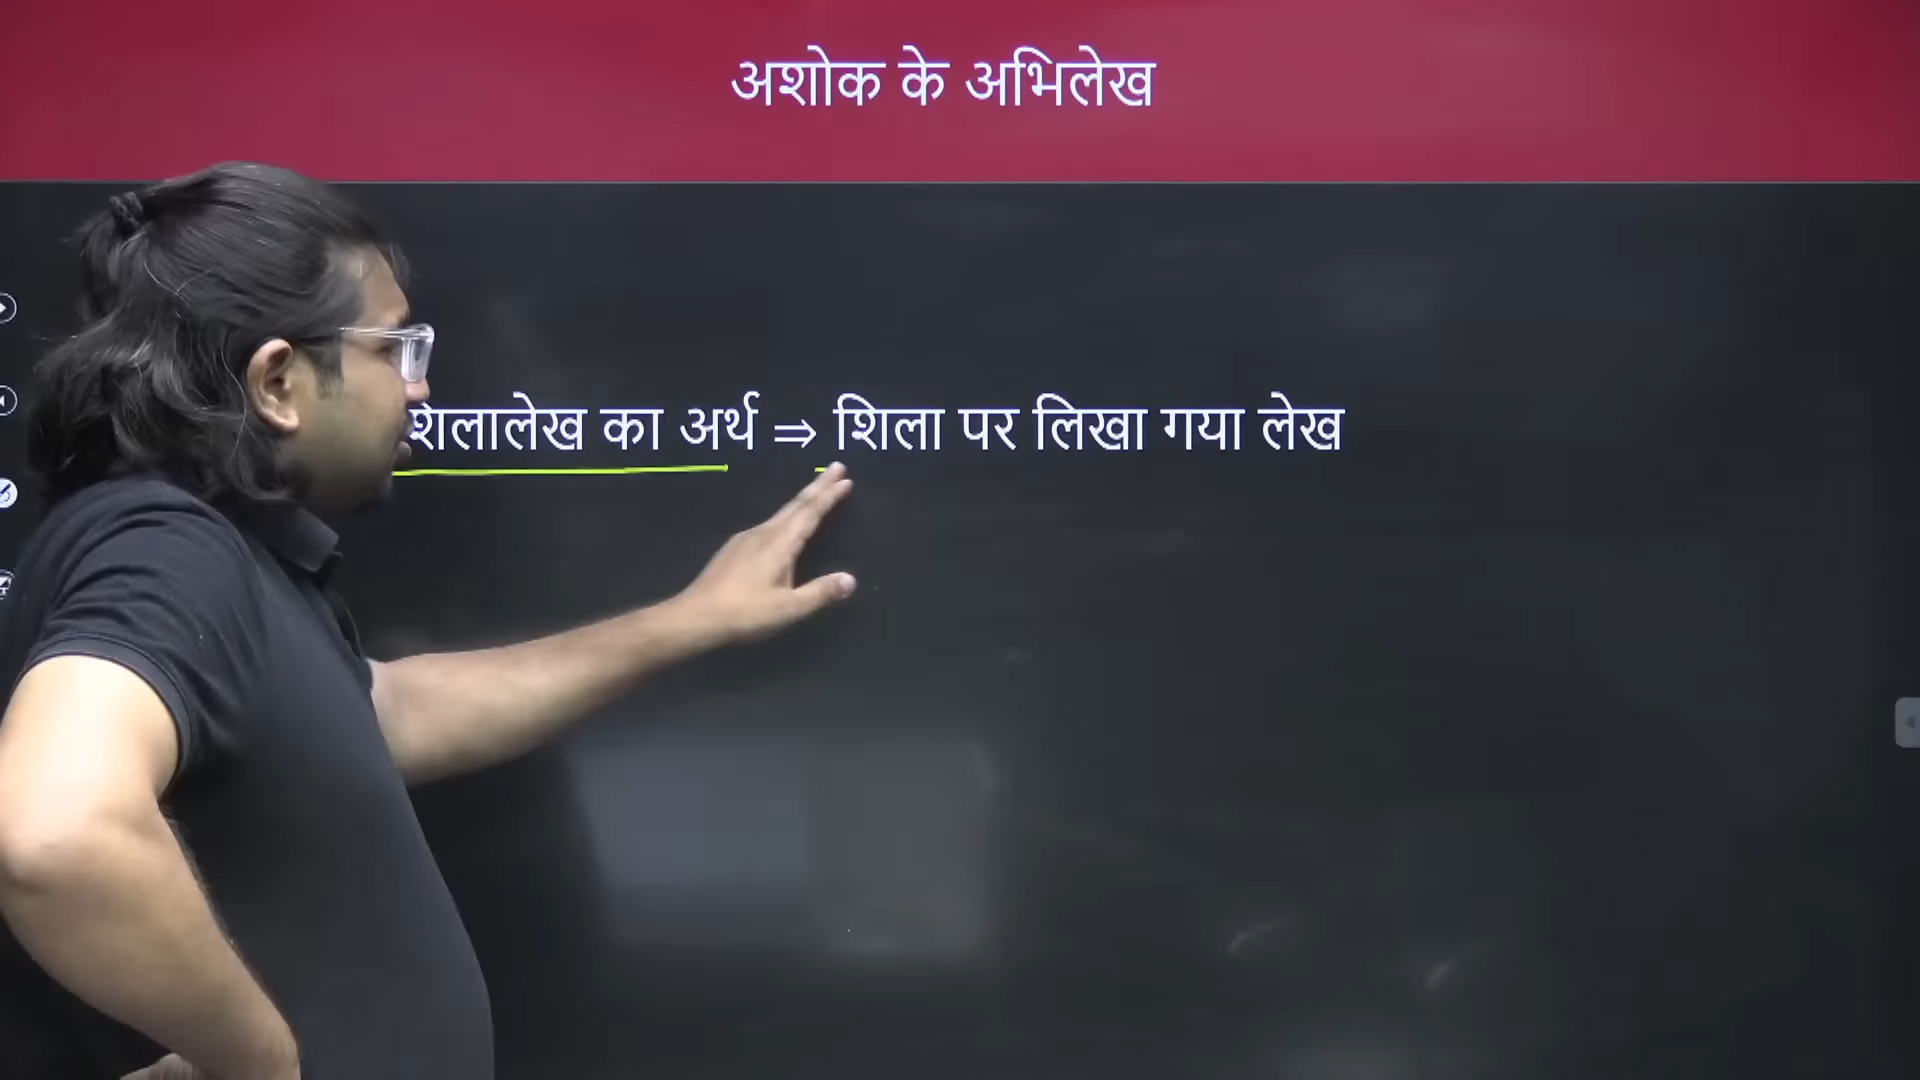 अशोक के अभिलेख
शिलालेख का अर्थ ⇒ शिला पर लिखा गया लेख